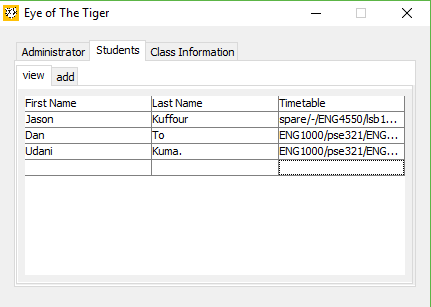 Eye of The Tiger
Administrator Students Class Information
view add
First Name Last Name Timetable
Jason Kuffour spare/-/ENG4550/lsb1...
Dan To ENG1000/pse321/ENG...
Udani Kuma. ENG1000/pse321/ENG...